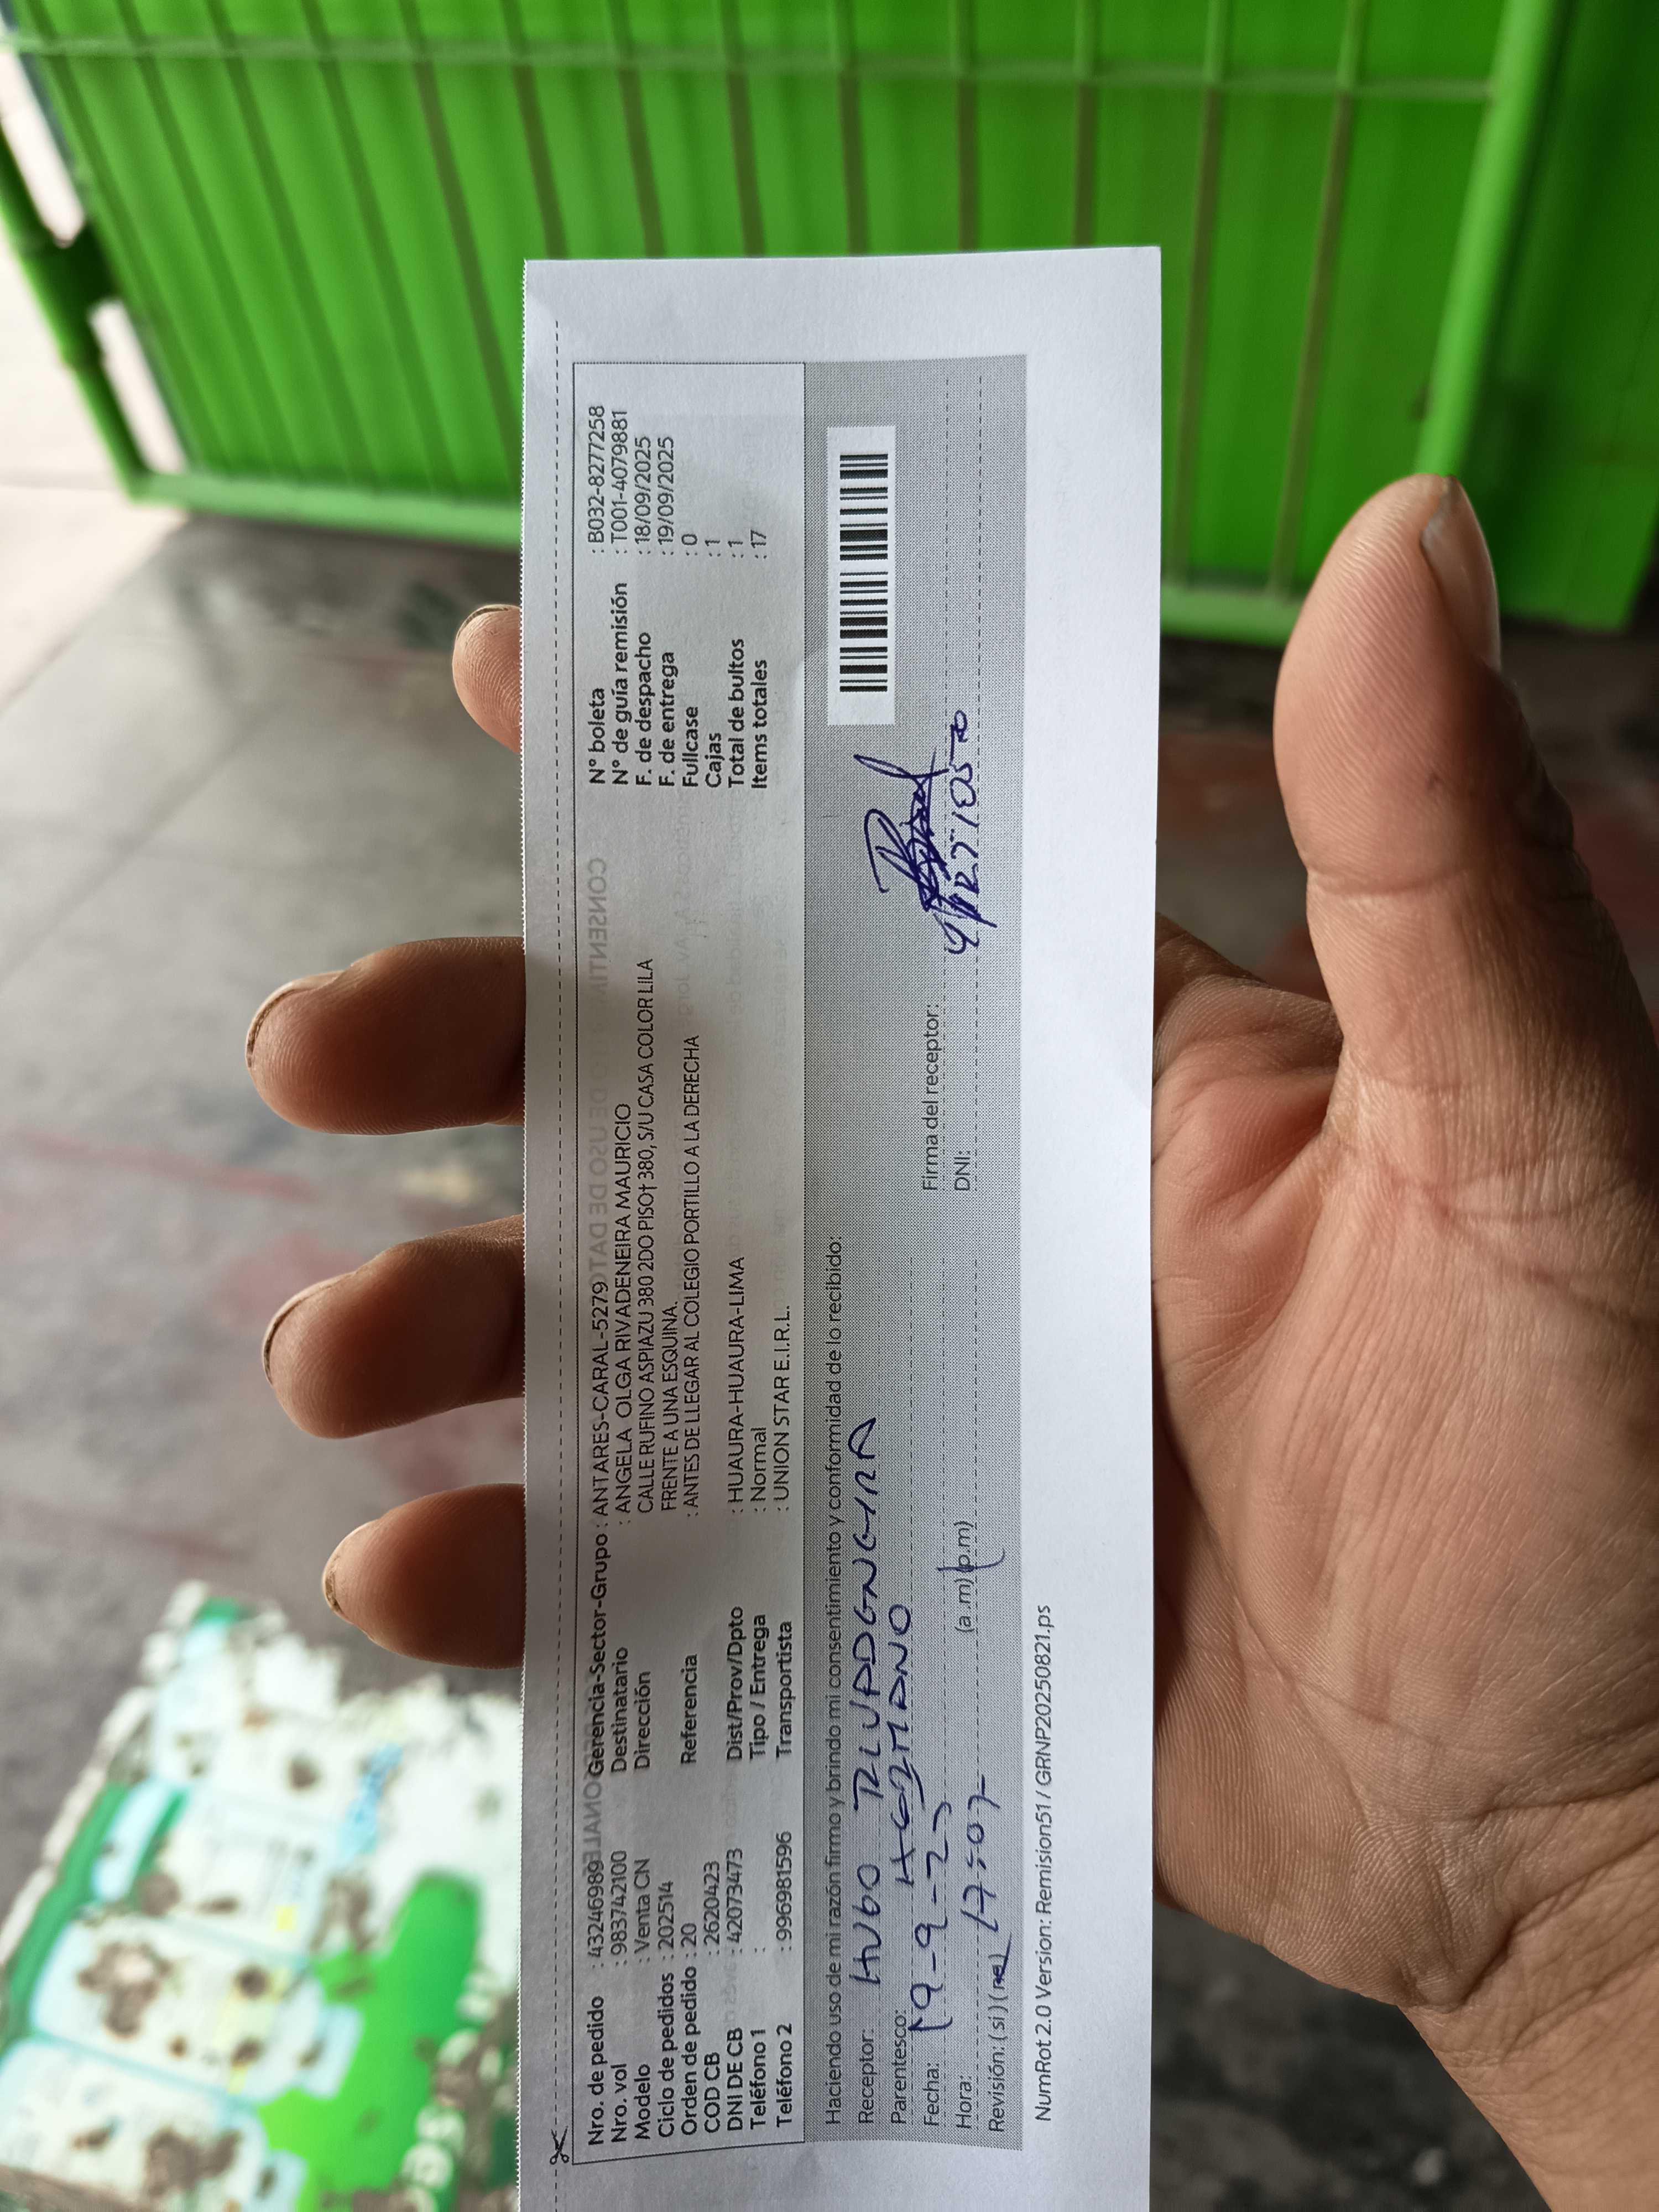 Nro. de pedido : 43246989
Nro. vol : 983742100
Modelo : Venta CN
Ciclo de pedidos : 202514
Orden de pedido : 20
COD CB : 2620423
DNI DE CB : 42073473
Teléfono 1 :
Teléfono 2 : 996981596
Gerencia-Sector-Grupo : ANTARES-CARAL-5279
Destinatario : ANGELA OLGA RIVADENEIRA MAURICIO
Dirección CALLE RUFINO ASPIAZU 380 2DO PISO† 380, S/U CASA COLOR LILA
FRENTE A UNA ESQUINA.
Referencia : ANTES DE LLEGAR AL COLEGIO PORTILLO A LA DERECHA
Dist/Prov/Dpto : HUAURA-HUAURA-LIMA
Tipo / Entrega : Normal
Transportista : UNION STAR E.I.R.L.
N° boleta : B032-8277258
N° de guía remisión : T001-4079881
F. de despacho : 18/09/2025
F. de entrega : 19/09/2025
Fullcase : 0
Cajas : 1
Total de bultos : 1
Items totales : 17
Haciendo uso de mi razón firmo y brindo mi consentimiento y conformidad de lo recibido:
Receptor: HUGO
Parentesco: HERMANO
Fecha: 19-9-25
Hora: 17:07 (a.m) (p.m)
Revisión: ( si ) ( no )
Firma del receptor:
DNI:
NumRot 2.0 Version: Remision51 / GRNP20250821.ps